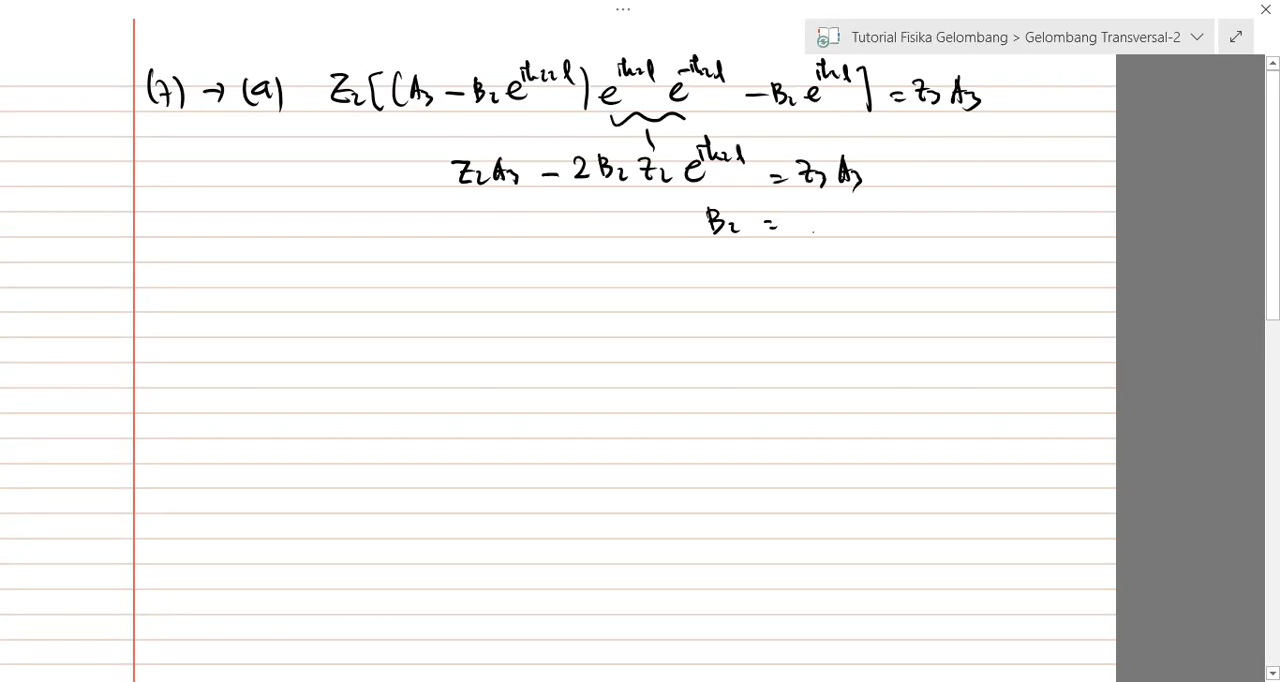 ...
Tutorial Fisika Gelombang > Gelombang Transversal-2
(7) → (a) Z₂[(A₃ − B₂e^{ik₂l}) e^{ik₂l} e^{−ik₂l} − B₂e^{ik₂l}] = Z₃A₃
Z₂A₃ − 2B₂Z₂e^{ik₂l} = Z₃A₃
B₂ =